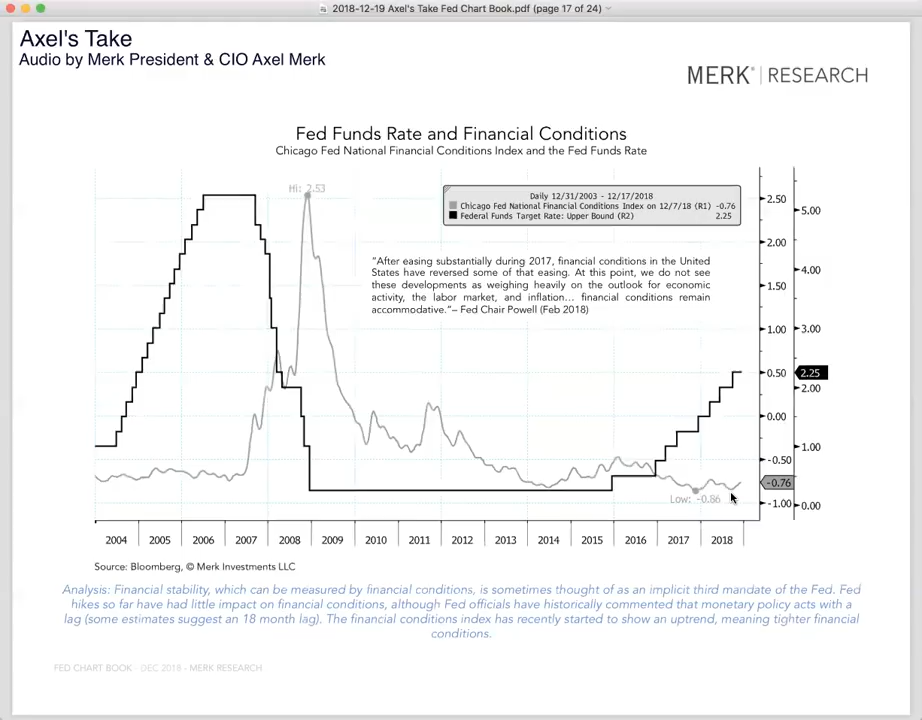 2018-12-19 Axel's Take Fed Chart Book.pdf (page 17 of 24)
Axel's Take
Audio by Merk President & CIO Axel Merk
MERK® | RESEARCH
Fed Funds Rate and Financial Conditions
Chicago Fed National Financial Conditions Index and the Fed Funds Rate
Hi: 2.53
Daily 12/31/2003 - 12/17/2018
Chicago Fed National Financial Conditions Index on 12/7/18 (R1) -0.76
Federal Funds Target Rate: Upper Bound (R2) 2.25
"After easing substantially during 2017, financial conditions in the United
States have reversed some of that easing. At this point, we do not see
these developments as weighing heavily on the outlook for economic
activity, the labor market, and inflation... financial conditions remain
accommodative."– Fed Chair Powell (Feb 2018)
2.50
5.00
2.00
4.00
1.50
1.00
3.00
0.50
2.25
2.00
0.00
1.00
-0.50
-0.76
Low: -0.86
-1.00
0.00
2004 2005 2006 2007 2008 2009 2010 2011 2012 2013 2014 2015 2016 2017 2018
Source: Bloomberg, © Merk Investments LLC
Analysis: Financial stability, which can be measured by financial conditions, is sometimes thought of as an implicit third mandate of the Fed. Fed
hikes so far have had little impact on financial conditions, although Fed officials have historically commented that monetary policy acts with a
lag (some estimates suggest an 18 month lag). The financial conditions index has recently started to show an uptrend, meaning tighter financial
conditions.
FED CHART BOOK - DEC 2018 - MERK RESEARCH